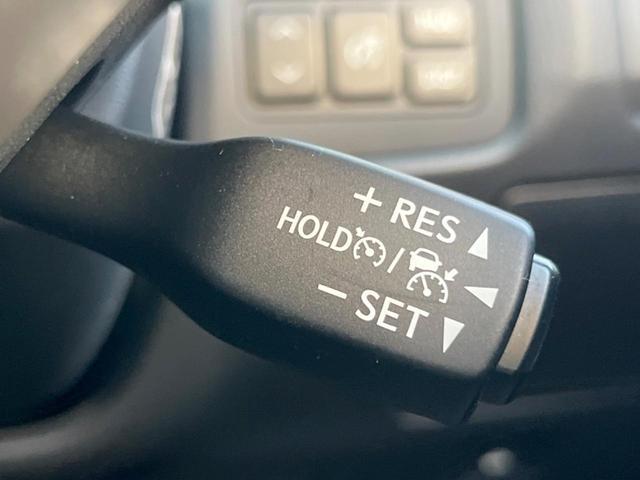 + RES
HOLD /
- SET